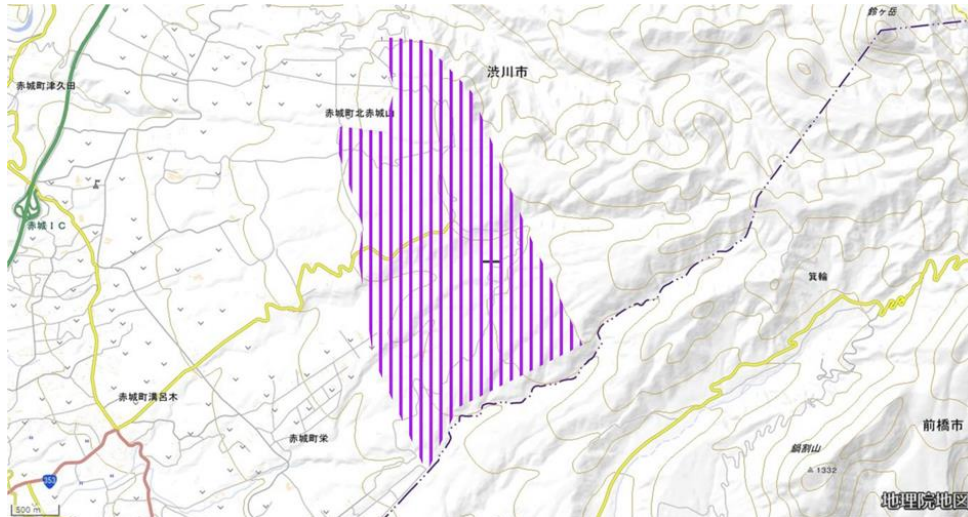 鈴ヶ岳
渋川市
赤城町津久田
赤城町北赤城山
赤城IC
箕輪
赤城町溝呂木
前橋市
赤城町栄
鍋割山
1332
353
500 m
地理院地図